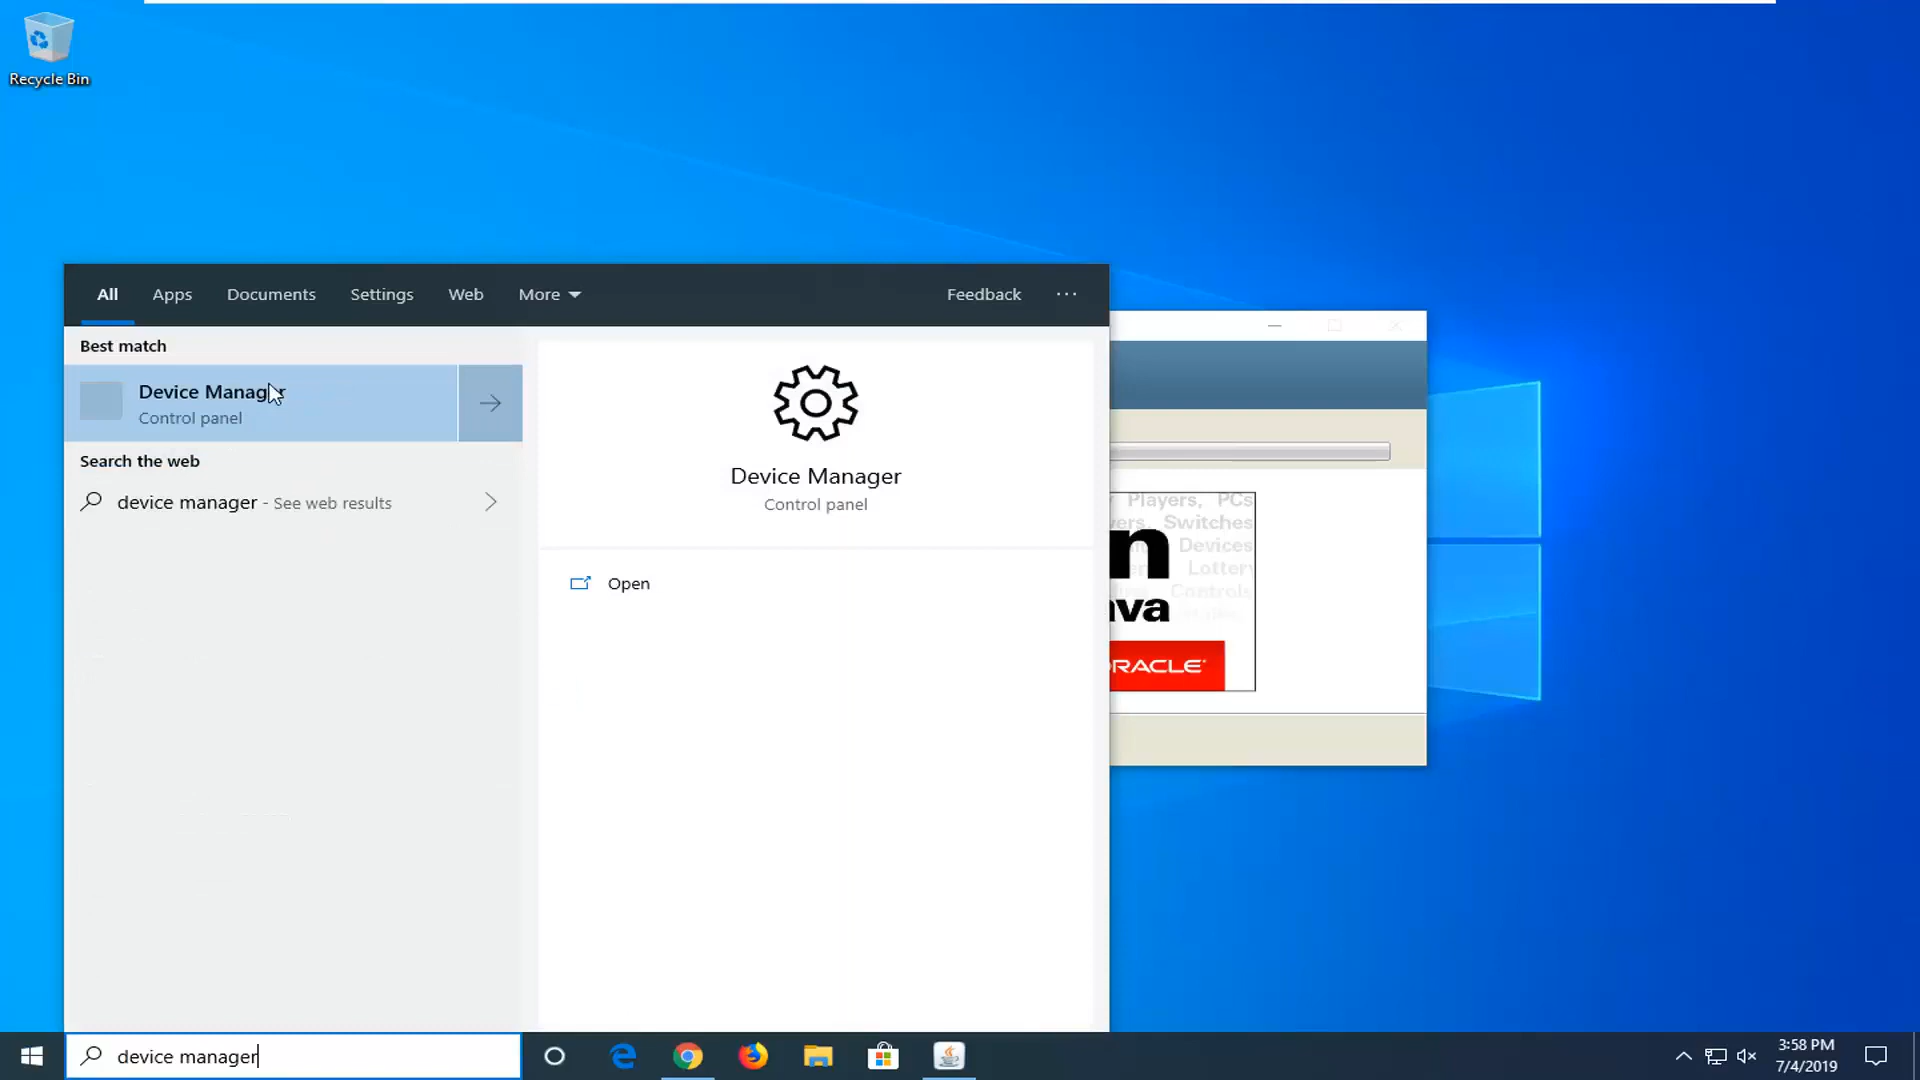 Recycle Bin
All
Apps
Documents
Settings
Web
More
Feedback
Best match
Device Manager
Control panel
Search the web
device manager - See web results
Device Manager
Control panel
Open
Players, PCs
Switches
Devices
Lottery
Controls
n
ava
ORACLE
device manager
3:58 PM
7/4/2019